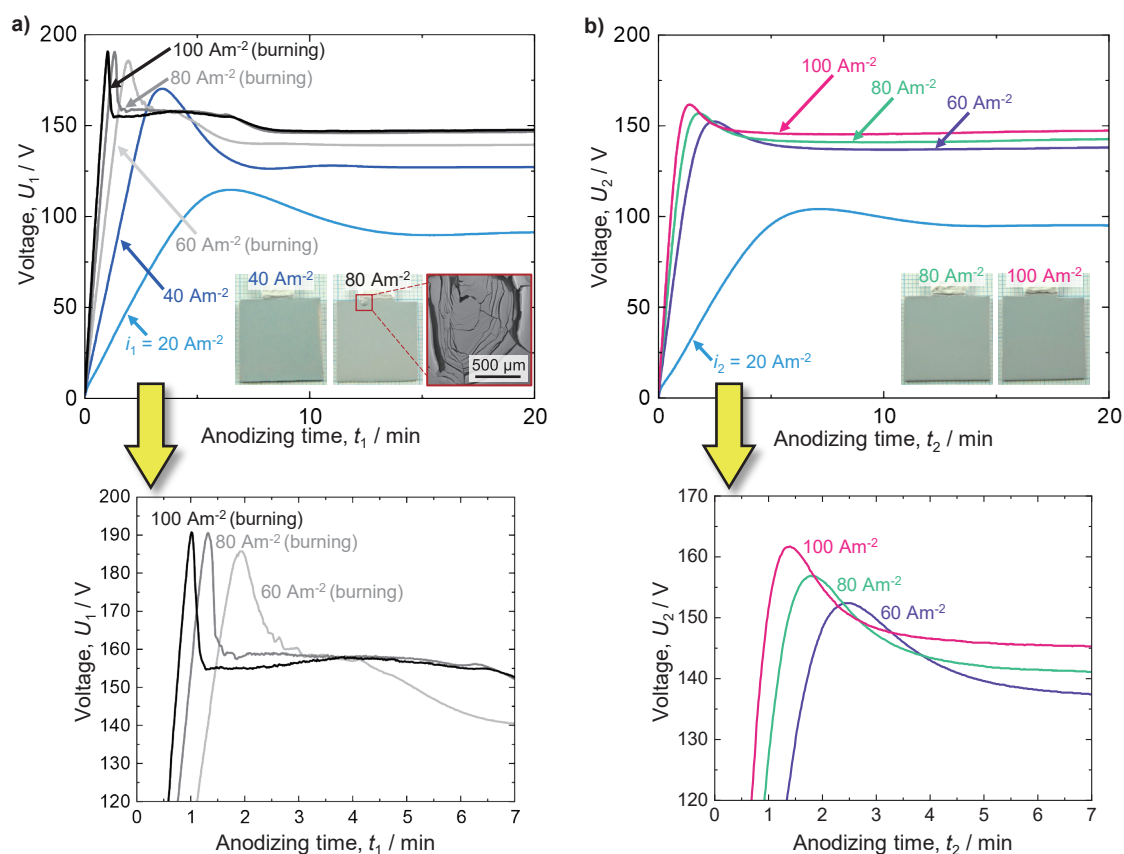 a)
200
150
100
50
0
Voltage, U₁ / V
100 Am⁻² (burning)
80 Am⁻² (burning)
60 Am⁻² (burning)
40 Am⁻²
i₁ = 20 Am⁻²
40 Am⁻²
80 Am⁻²
500 μm
0
5
10
15
20
Anodizing time, t₁ / min
b)
200
150
100
50
0
Voltage, U₂ / V
100 Am⁻²
80 Am⁻²
60 Am⁻²
i₂ = 20 Am⁻²
80 Am⁻²
100 Am⁻²
0
5
10
15
20
Anodizing time, t₂ / min
200
190
180
170
160
150
140
130
120
Voltage, U₁ / V
100 Am⁻² (burning)
80 Am⁻² (burning)
60 Am⁻² (burning)
0
1
2
3
4
5
6
7
Anodizing time, t₁ / min
170
160
150
140
130
120
Voltage, U₂ / V
100 Am⁻²
80 Am⁻²
60 Am⁻²
0
1
2
3
4
5
6
7
Anodizing time, t₂ / min